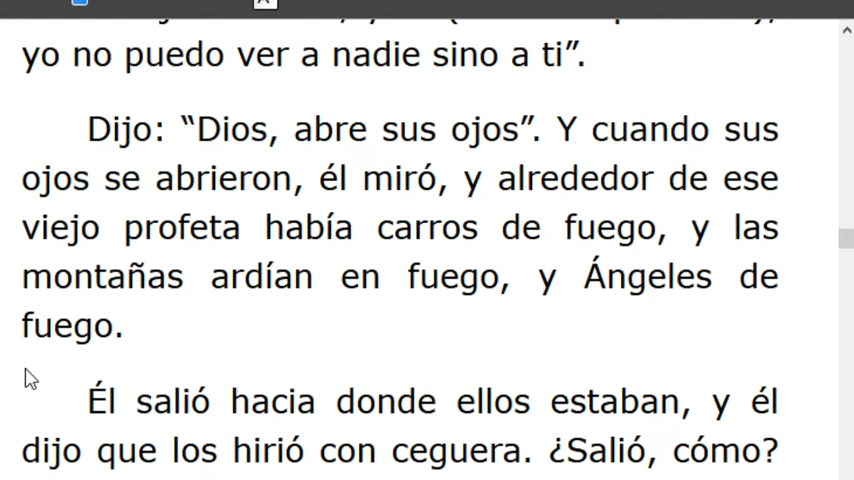 yo no puedo ver a nadie sino a ti”.
Dijo: “Dios, abre sus ojos”. Y cuando sus
ojos se abrieron, él miró, y alrededor de ese
viejo profeta había carros de fuego, y las
montañas ardían en fuego, y Ángeles de
fuego.
Él salió hacia donde ellos estaban, y él
dijo que los hirió con ceguera. ¿Salió, cómo?